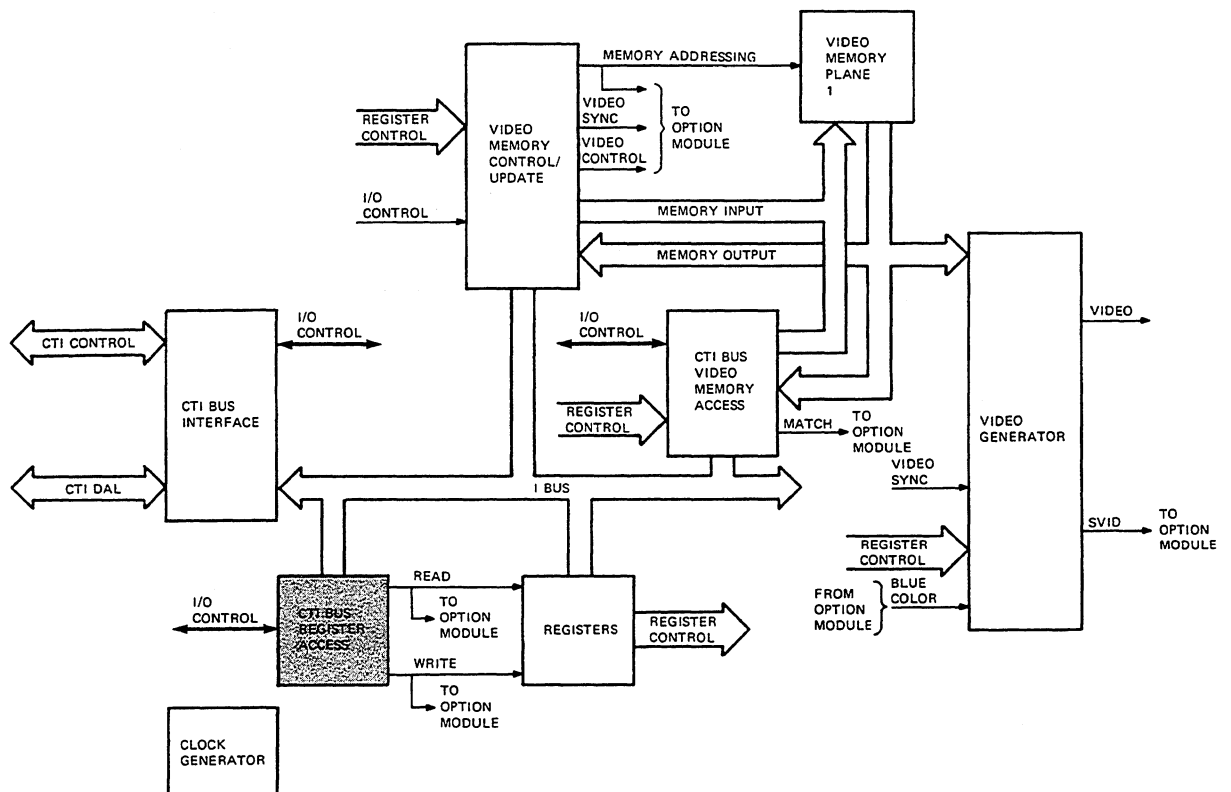 MEMORY ADDRESSING
VIDEO
MEMORY
PLANE
1
VIDEO
SYNC
VIDEO
CONTROL
TO
OPTION
MODULE
REGISTER
CONTROL
VIDEO
MEMORY
CONTROL/
UPDATE
I/O
CONTROL
MEMORY INPUT
MEMORY OUTPUT
CTI CONTROL
I/O
CONTROL
CTI BUS
INTERFACE
CTI DAL
I/O
CONTROL
CTI BUS
VIDEO
MEMORY
ACCESS
REGISTER
CONTROL
MATCH
TO
OPTION
MODULE
VIDEO
VIDEO
GENERATOR
VIDEO
SYNC
SVID
TO
OPTION
MODULE
REGISTER
CONTROL
FROM
OPTION
MODULE
BLUE
COLOR
I BUS
I/O
CONTROL
CTI BUS
REGISTER
ACCESS
READ
TO
OPTION
MODULE
WRITE
TO
OPTION
MODULE
REGISTERS
REGISTER
CONTROL
CLOCK
GENERATOR